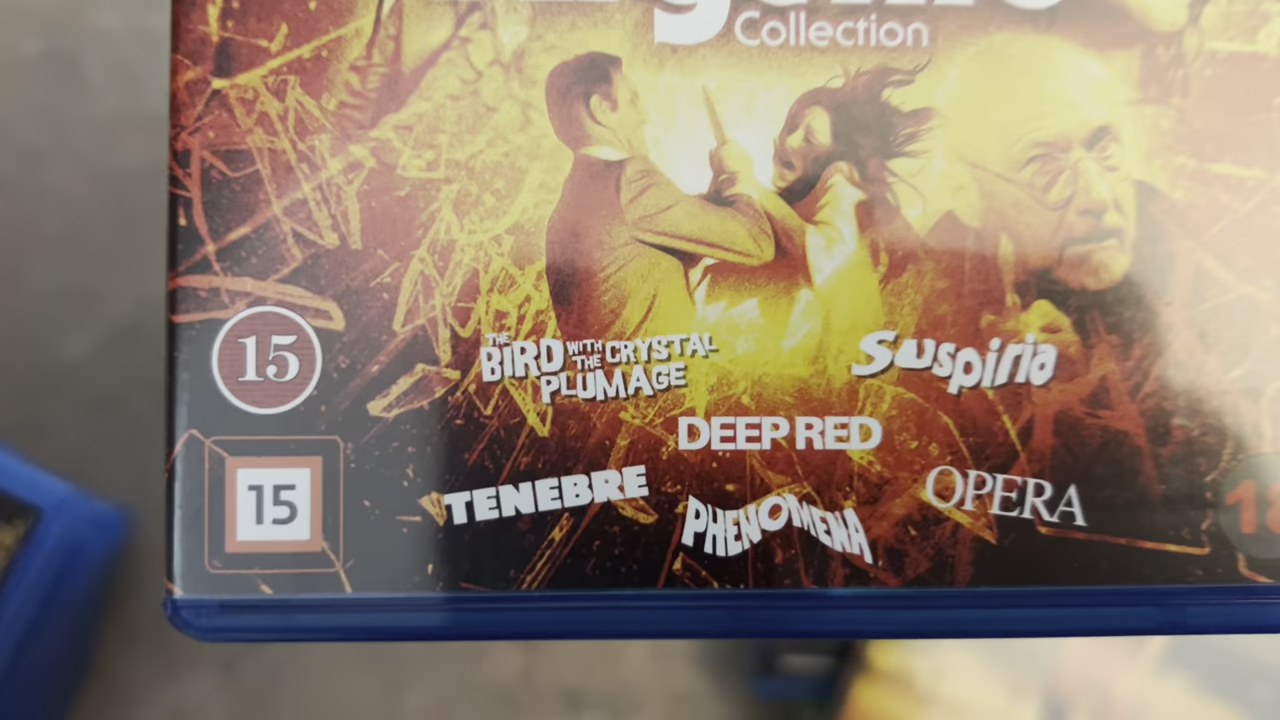 Collection
15
THE
BIRD WITH THE CRYSTAL
PLUMAGE
Suspiria
DEEP RED
15
TENEBRE
PHENOMENA
OPERA